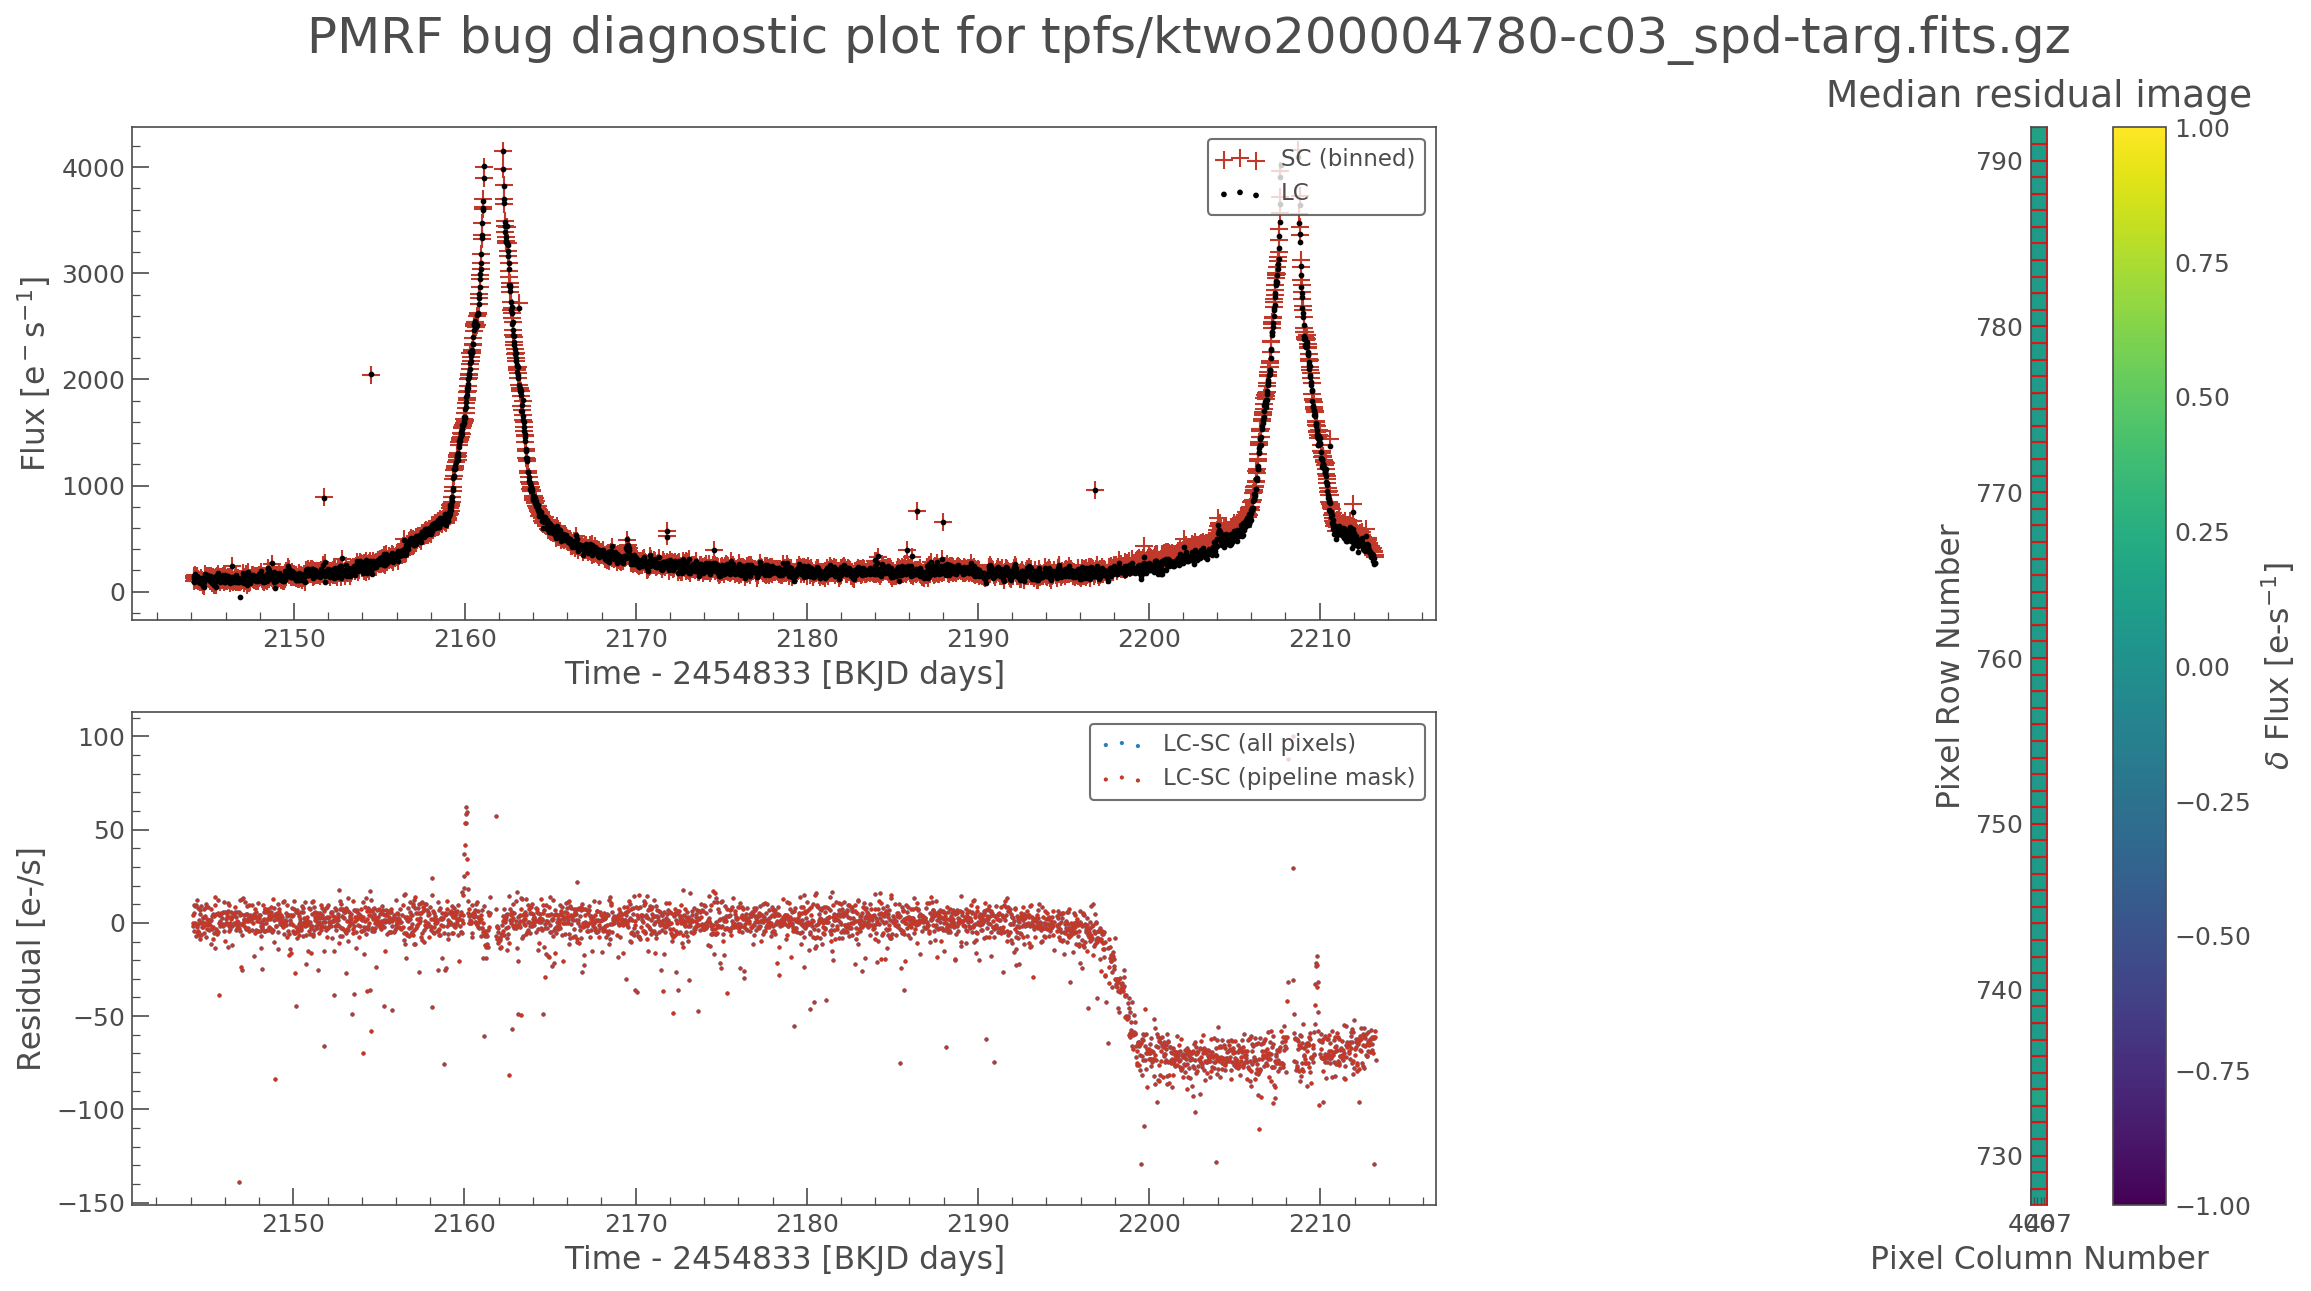 PMRF bug diagnostic plot for tpfs/ktwo200004780-c03_spd-targ.fits.gz
Flux [e⁻ s⁻¹]
4000
3000
2000
1000
0
SC (binned)
LC
2150 2160 2170 2180 2190 2200 2210
Time - 2454833 [BKJD days]
Residual [e-/s]
100
50
0
−50
−100
−150
LC-SC (all pixels)
LC-SC (pipeline mask)
2150 2160 2170 2180 2190 2200 2210
Time - 2454833 [BKJD days]
Median residual image
Pixel Row Number
790
780
770
760
750
740
730
406 407
Pixel Column Number
1.00
0.75
0.50
0.25
0.00
−0.25
−0.50
−0.75
−1.00
δ Flux [e-s⁻¹]